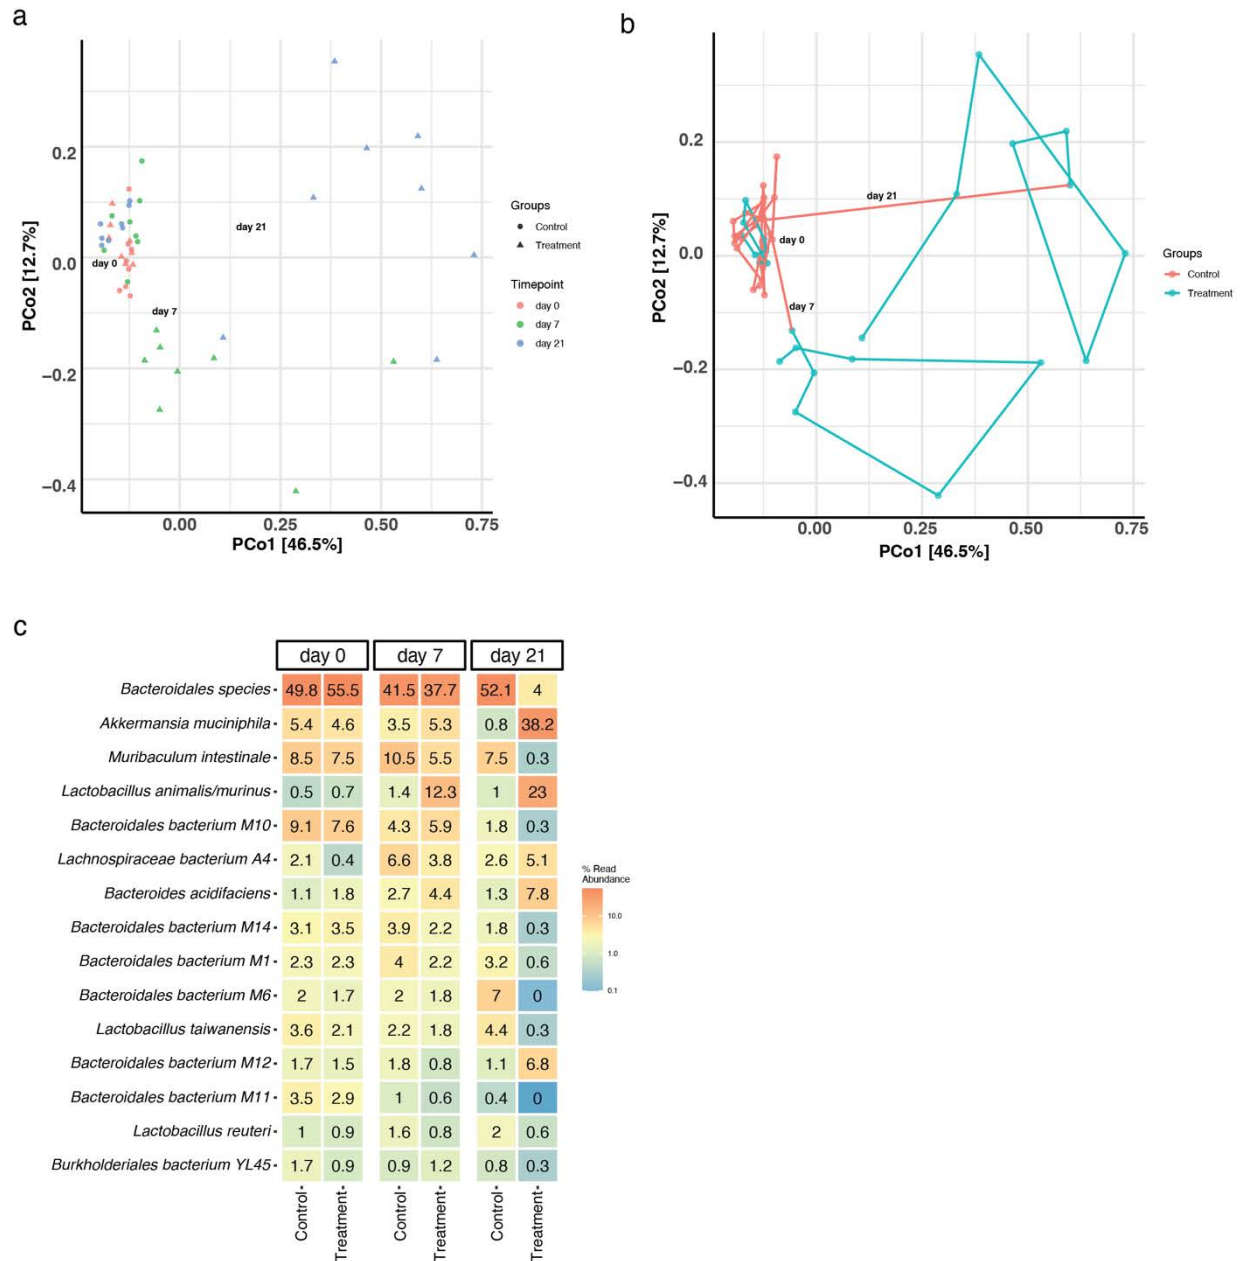 a
0.2
0.0
−0.2
−0.4
PCo2 [12.7%]
day 21
day 0
day 7
0.00
0.25
0.50
0.75
PCo1 [46.5%]
Groups
Control
Treatment
Timepoint
day 0
day 7
day 21
b
0.2
0.0
−0.2
−0.4
PCo2 [12.7%]
day 21
day 0
day 7
0.00
0.25
0.50
0.75
PCo1 [46.5%]
Groups
Control
Treatment
c
day 0 day 7 day 21
Bacteroidales species 49.8 55.5 41.5 37.7 52.1 4
Akkermansia muciniphila 5.4 4.6 3.5 5.3 0.8 38.2
Muribaculum intestinale 8.5 7.5 10.5 5.5 7.5 0.3
Lactobacillus animalis/murinus 0.5 0.7 1.4 12.3 1 23
Bacteroidales bacterium M10 9.1 7.6 4.3 5.9 1.8 0.3
Lachnospiraceae bacterium A4 2.1 0.4 6.6 3.8 2.6 5.1
Bacteroides acidifaciens 1.1 1.8 2.7 4.4 1.3 7.8
Bacteroidales bacterium M14 3.1 3.5 3.9 2.2 1.8 0.3
Bacteroidales bacterium M1 2.3 2.3 4 2.2 3.2 0.6
Bacteroidales bacterium M6 2 1.7 2 1.8 7 0
Lactobacillus taiwanensis 3.6 2.1 2.2 1.8 4.4 0.3
Bacteroidales bacterium M12 1.7 1.5 1.8 0.8 1.1 6.8
Bacteroidales bacterium M11 3.5 2.9 1 0.6 0.4 0
Lactobacillus reuteri 1 0.9 1.6 0.8 2 0.6
Burkholderiales bacterium YL45 1.7 0.9 0.9 1.2 0.8 0.3
Control Treatment Control Treatment Control Treatment
% Read
Abundance
10.0
1.0
0.1